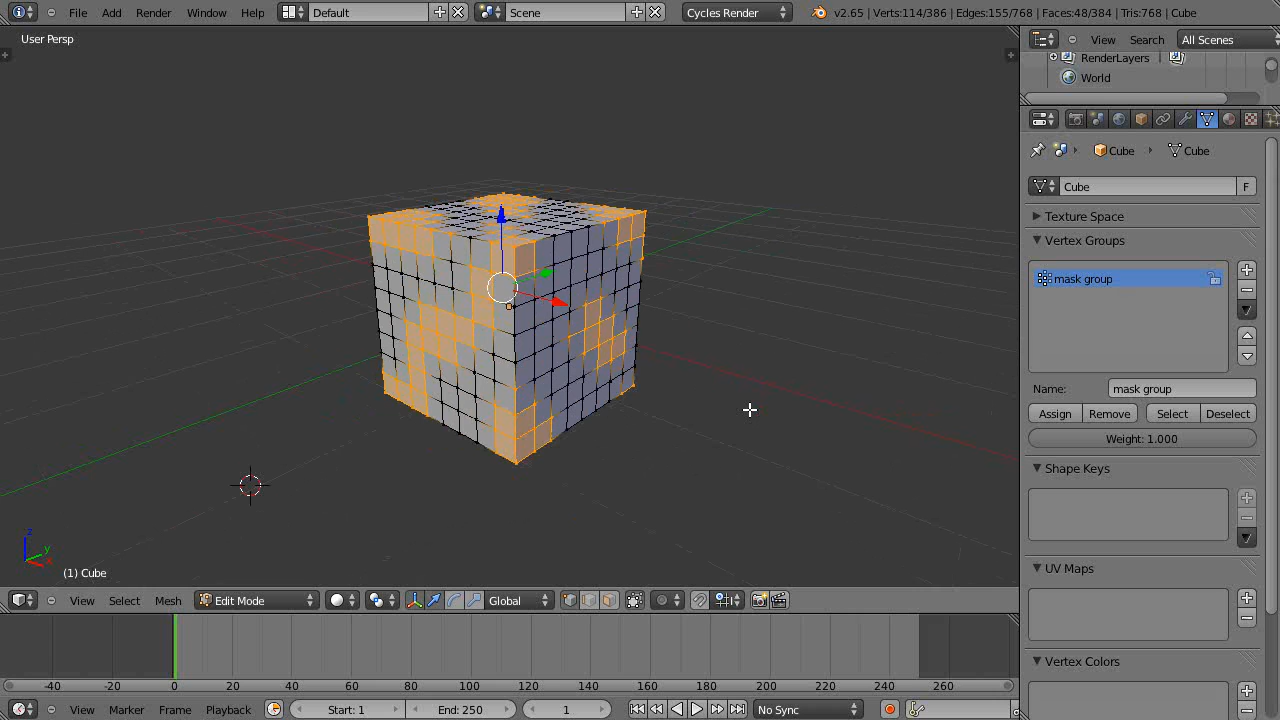 File Add Render Window Help Default Scene Cycles Render v2.65 | Verts:114/386 | Edges:155/768 | Faces:48/384 | Tris:768 | Cube
User Persp
View Search All Scenes
RenderLayers |
World
Cube Cube
Cube F
Texture Space
Vertex Groups
mask group
Name: mask group
Assign Remove Select Deselect
Weight: 1.000
Shape Keys
UV Maps
Vertex Colors
z
y
x
(1) Cube
View Select Mesh Edit Mode Global
-40 -20 0 20 40 60 80 100 120 140 160 180 200 220 240 260
View Marker Frame Playback Start: 1 End: 250 1 No Sync